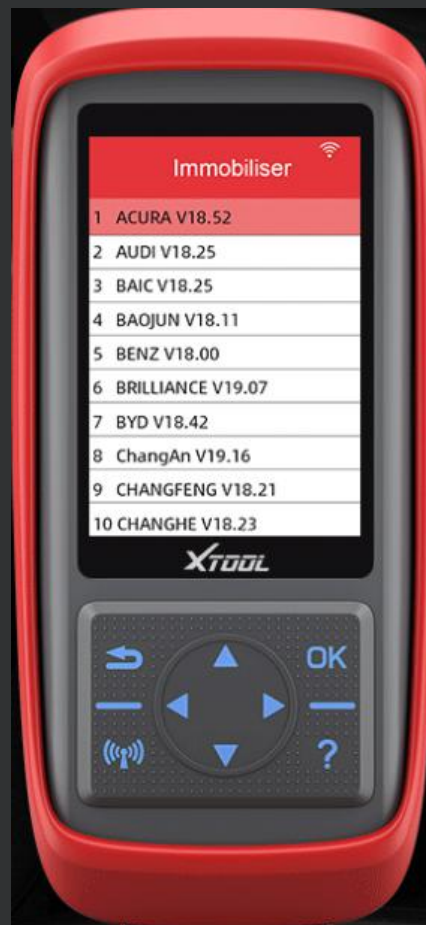 Immobiliser
1 ACURA V18.52
2 AUDI V18.25
3 BAIC V18.25
4 BAOJUN V18.11
5 BENZ V18.00
6 BRILLIANCE V19.07
7 BYD V18.42
8 ChangAn V19.16
9 CHANGFENG V18.21
10 CHANGHE V18.23
XTOOL
OK
?